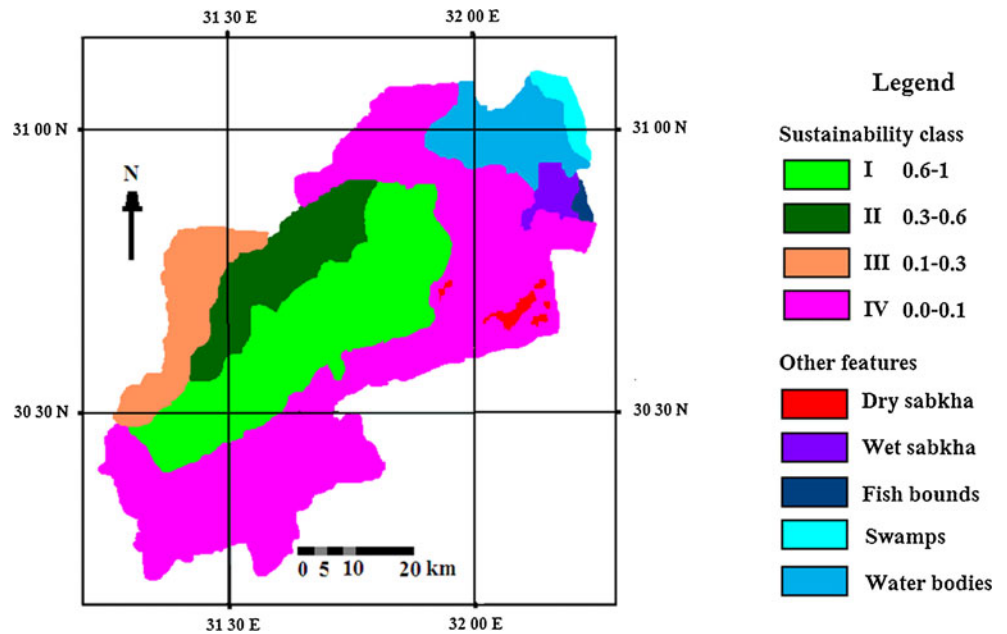 31 30 E
32 00 E
31 00 N
31 00 N
N
30 30 N
30 30 N
0 5 10 20 km
31 30 E
32 00 E
Legend
Sustainability class
I 0.6-1
II 0.3-0.6
III 0.1-0.3
IV 0.0-0.1
Other features
Dry sabkha
Wet sabkha
Fish bounds
Swamps
Water bodies